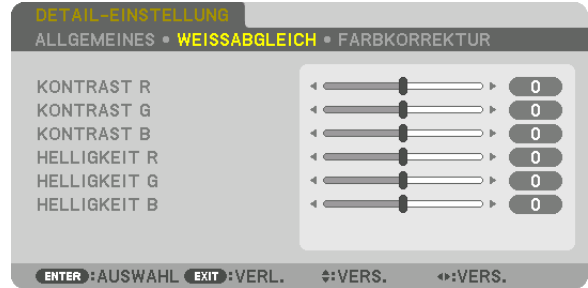 DETAIL-EINSTELLUNG
ALLGEMEINES • WEISSABGLEICH • FARBKORREKTUR
KONTRAST R 0
KONTRAST G 0
KONTRAST B 0
HELLIGKEIT R 0
HELLIGKEIT G 0
HELLIGKEIT B 0
ENTER :AUSWAHL EXIT :VERL. :VERS. :VERS.